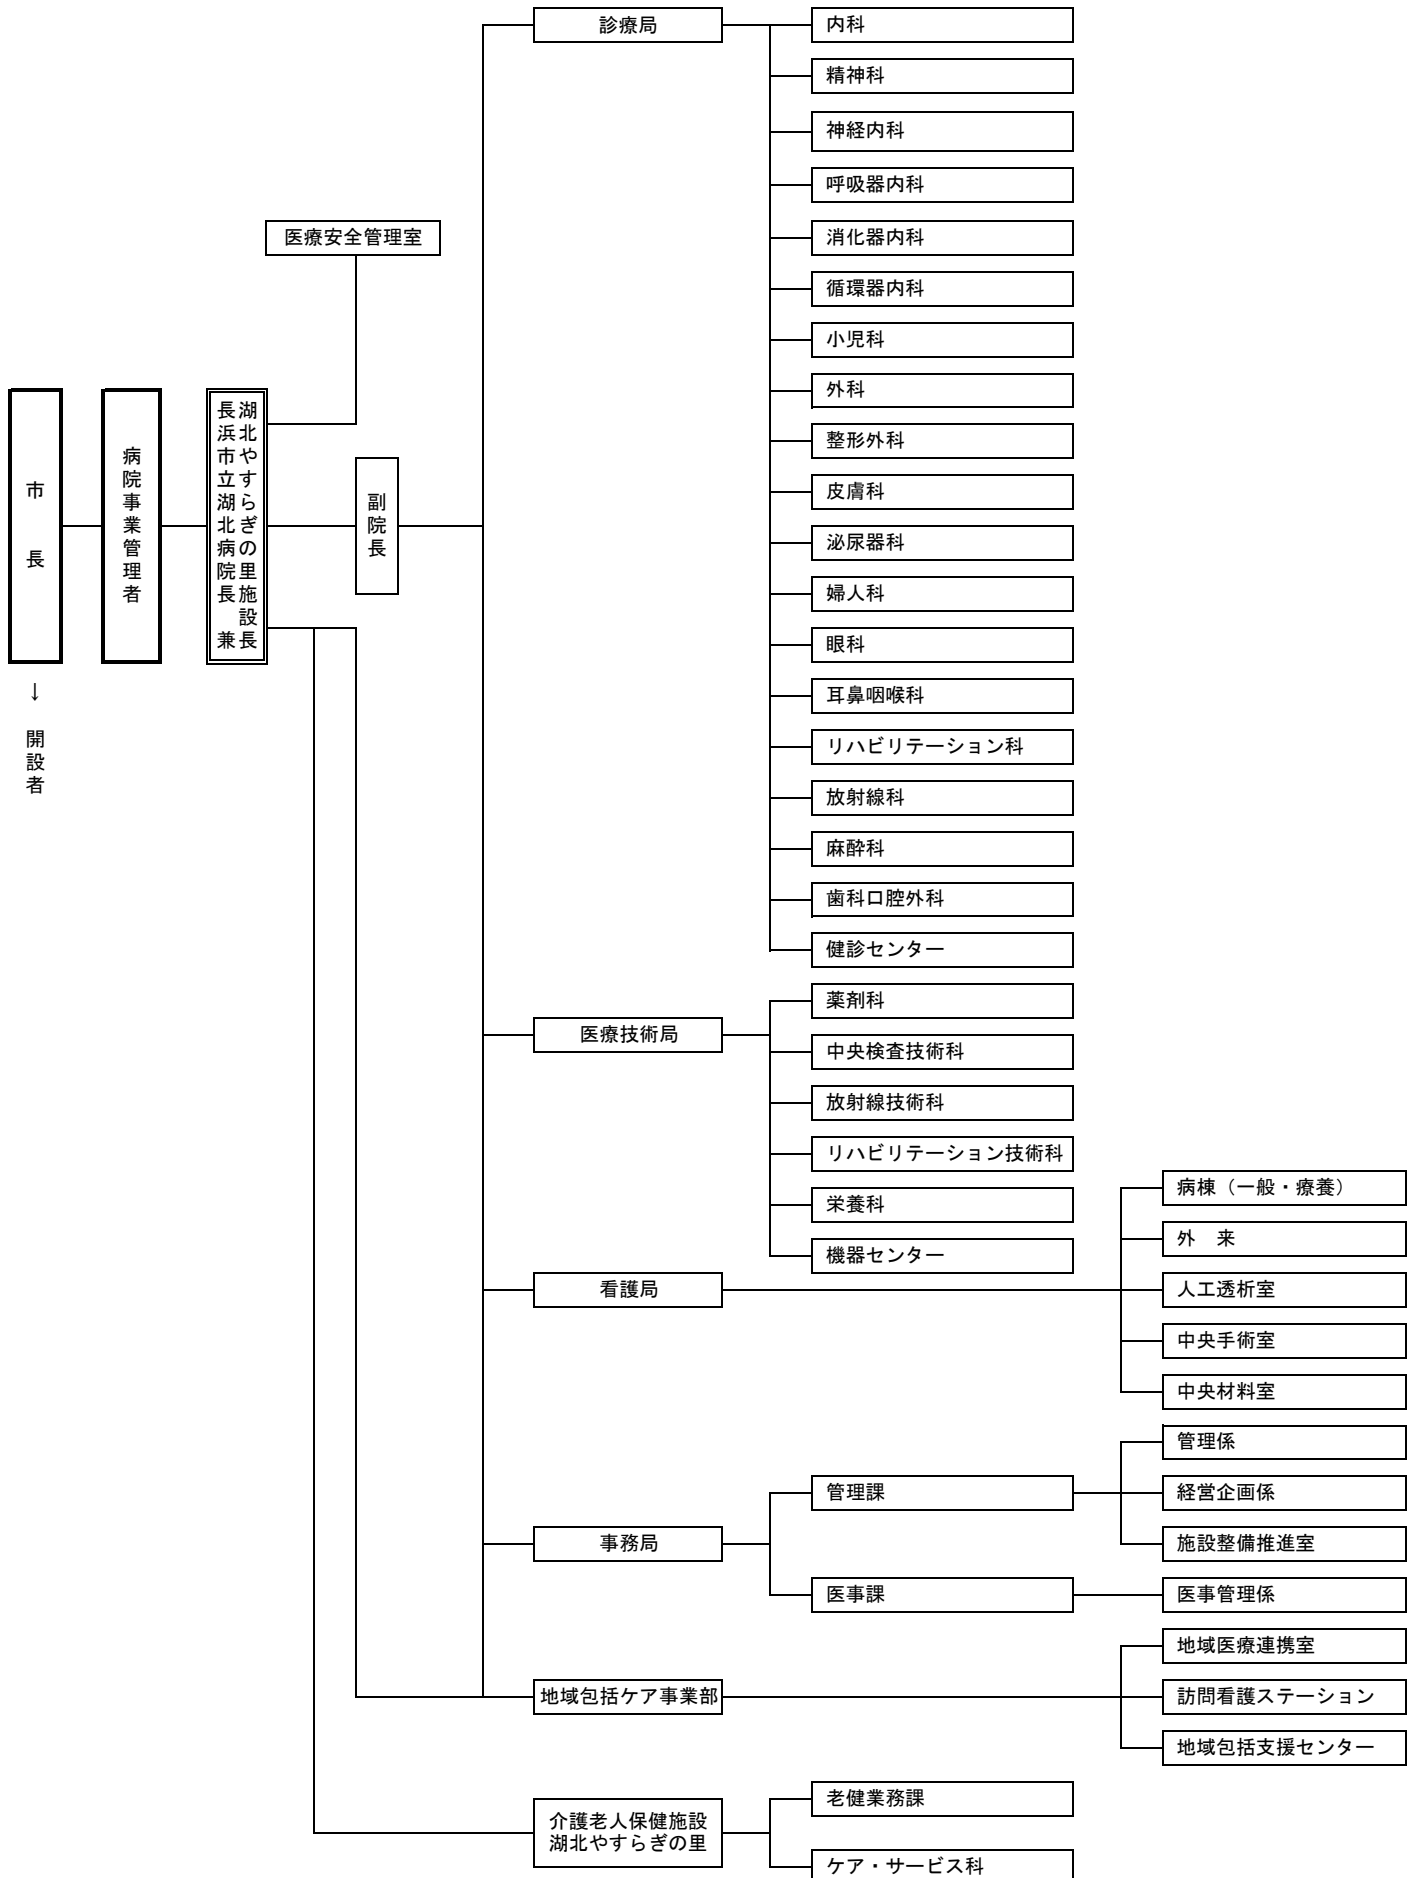 診療局
内科
精神科
神経内科
呼吸器内科
医療安全管理室
消化器内科
循環器内科
小児科
外科
整形外科
皮膚科
泌尿器科
婦人科
眼科
耳鼻咽喉科
リハビリテーション科
放射線科
麻酔科
歯科口腔外科
健診センター
市長
↓
開設者
病院事業管理者
湖北やすらぎの里施設長
長浜市立湖北病院長 兼
副院長
医療技術局
薬剤科
中央検査技術科
放射線技術科
リハビリテーション技術科
栄養科
機器センター
看護局
病棟（一般・療養）
外　来
人工透析室
中央手術室
中央材料室
事務局
管理課
管理係
経営企画係
施設整備推進室
医事課
医事管理係
地域包括ケア事業部
地域医療連携室
訪問看護ステーション
地域包括支援センター
介護老人保健施設
湖北やすらぎの里
老健業務課
ケア・サービス科